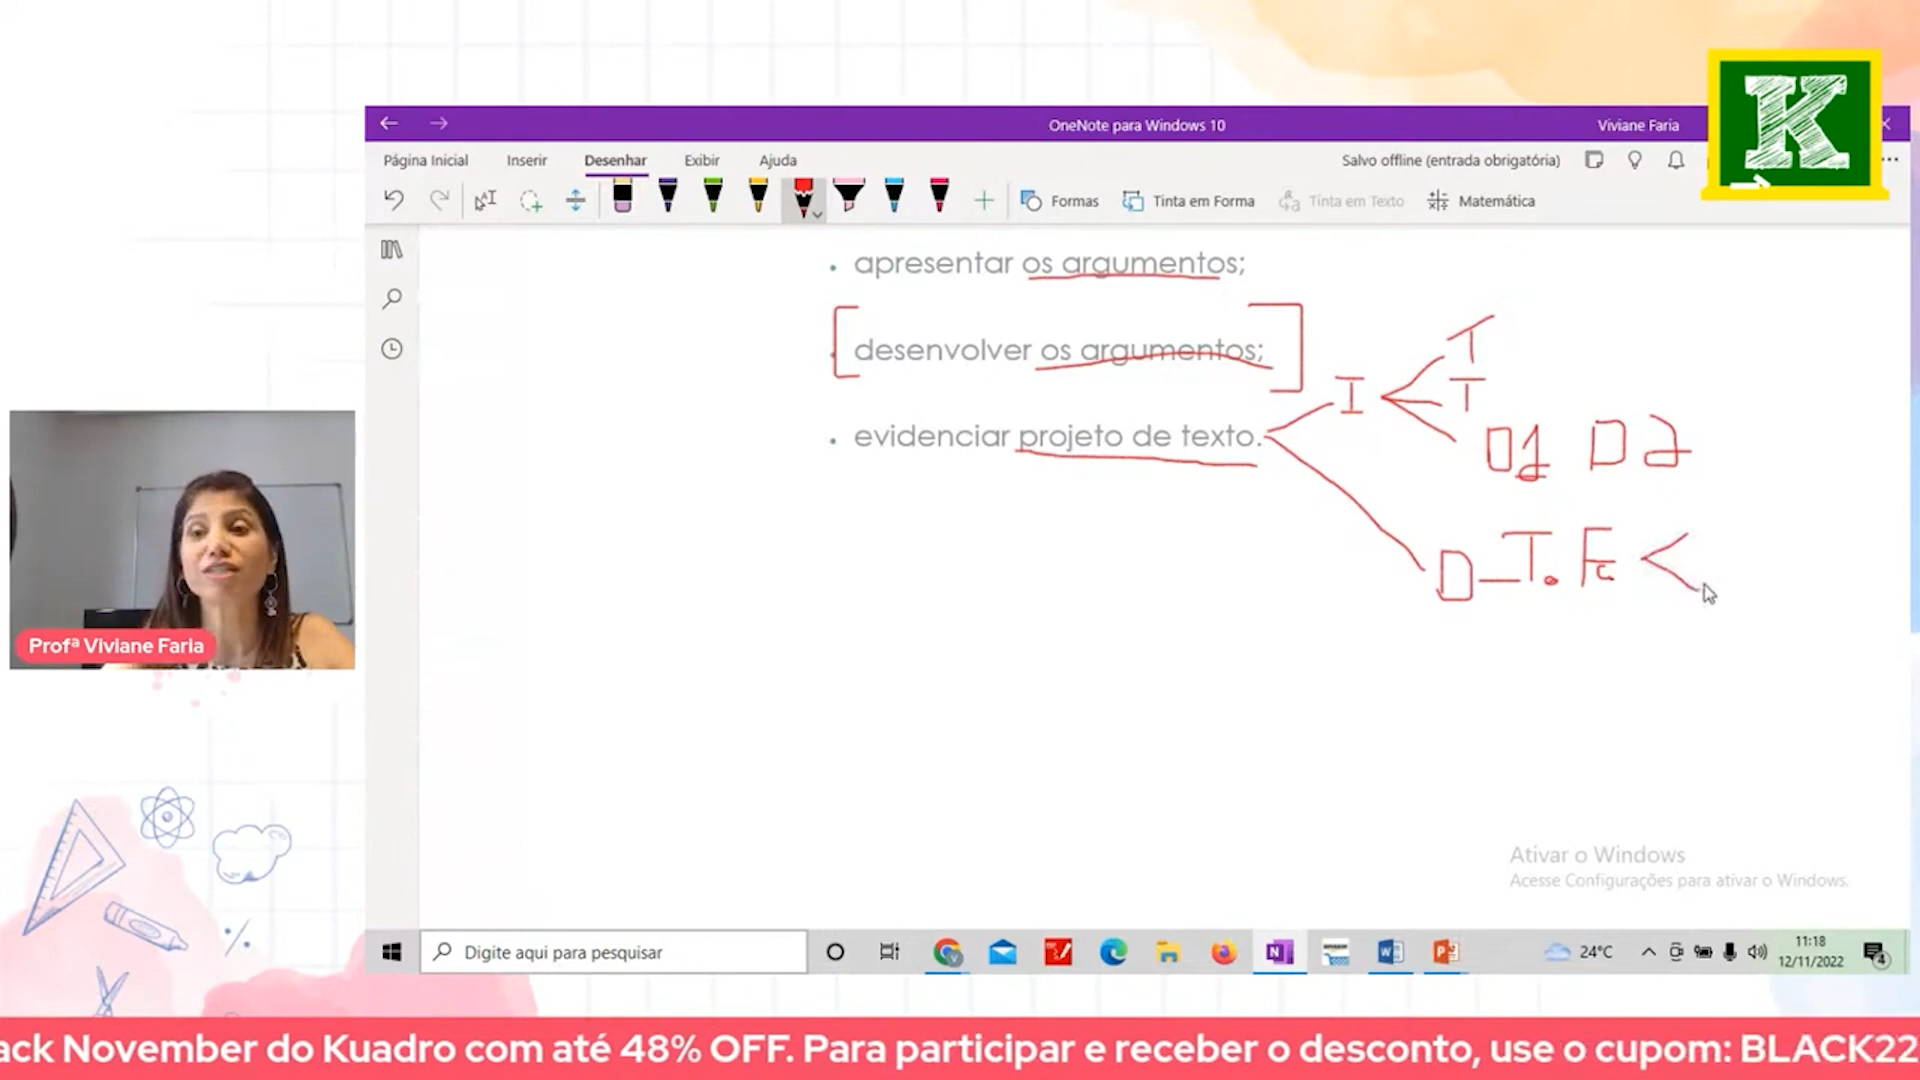 K
OneNote para Windows 10
Viviane Faria
Página Inicial Inserir Desenhar Exibir Ajuda
Salvo offline (entrada obrigatória)
Formas Tinta em Forma Tinta em Texto Matemática
• apresentar os argumentos;
• desenvolver os argumentos;
• evidenciar projeto de texto.
I
T
T
D1 D2
D T. F
Profª Viviane Faria
Ativar o Windows
Acesse Configurações para ativar o Windows.
Digite aqui para pesquisar
24°C
11:18
12/11/2022
4
ack November do Kuadro com até 48% OFF. Para participar e receber o desconto, use o cupom: BLACK22